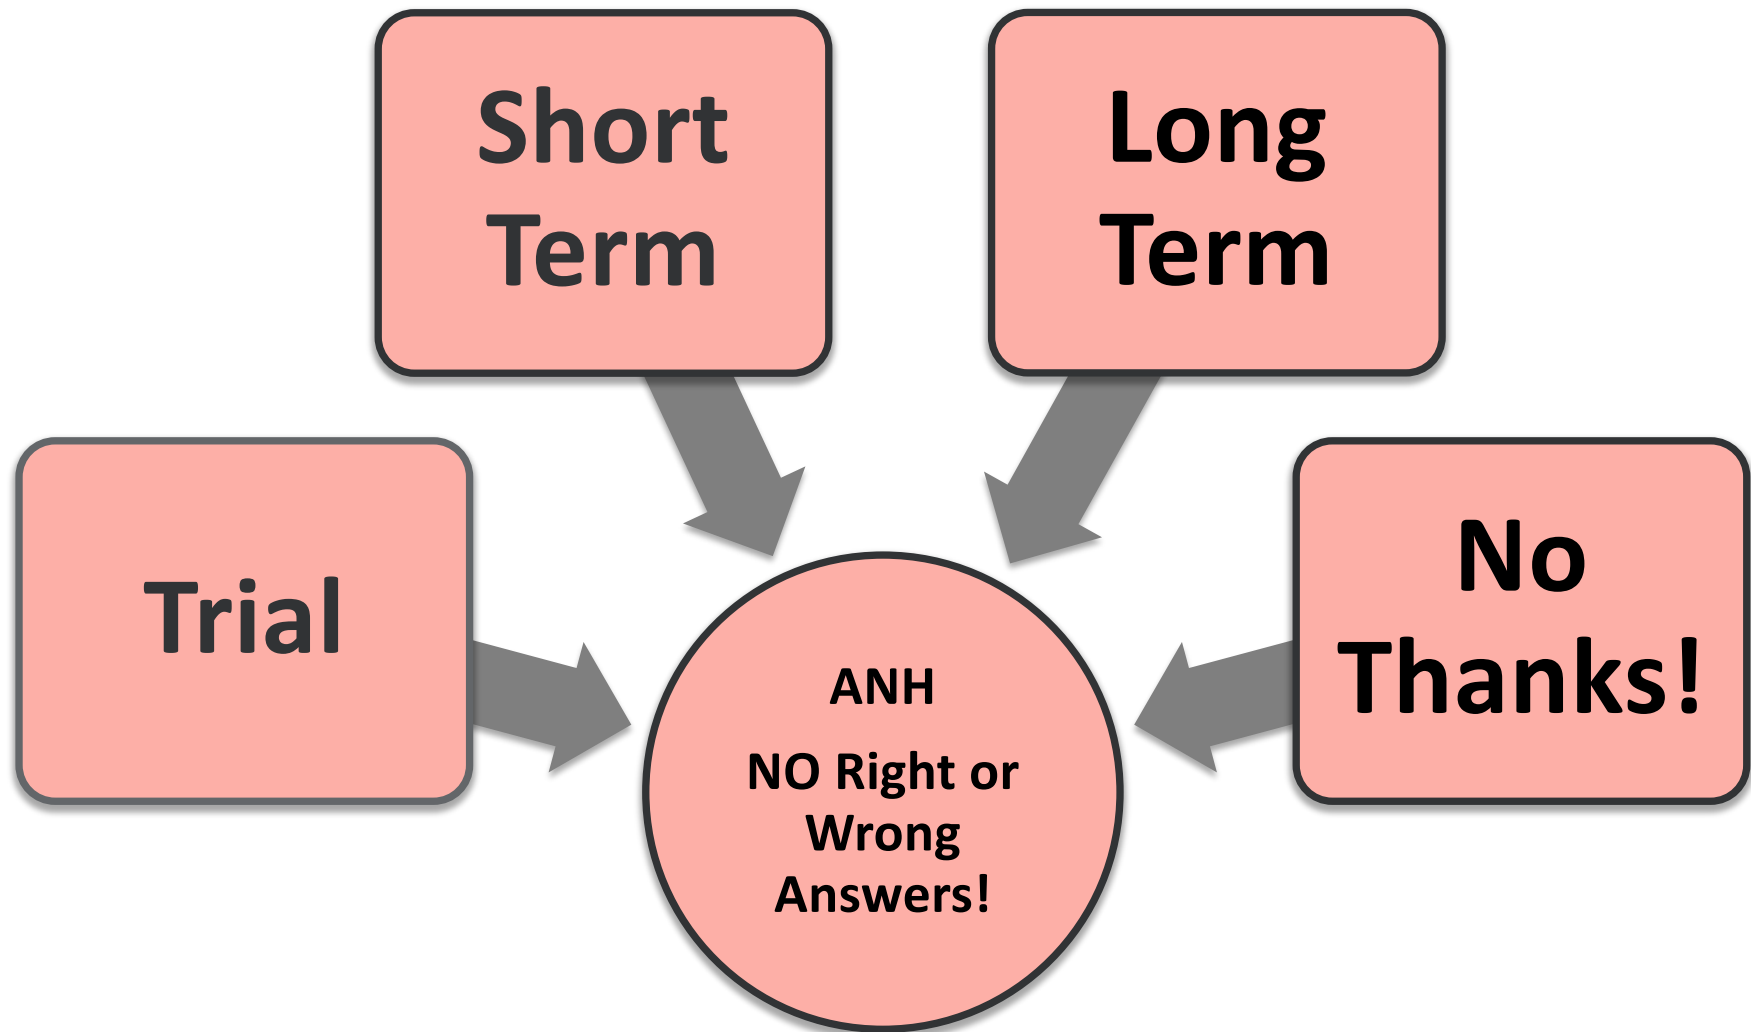 Short
Term
Long
Term
Trial
No
Thanks!
ANH
NO Right or
Wrong
Answers!